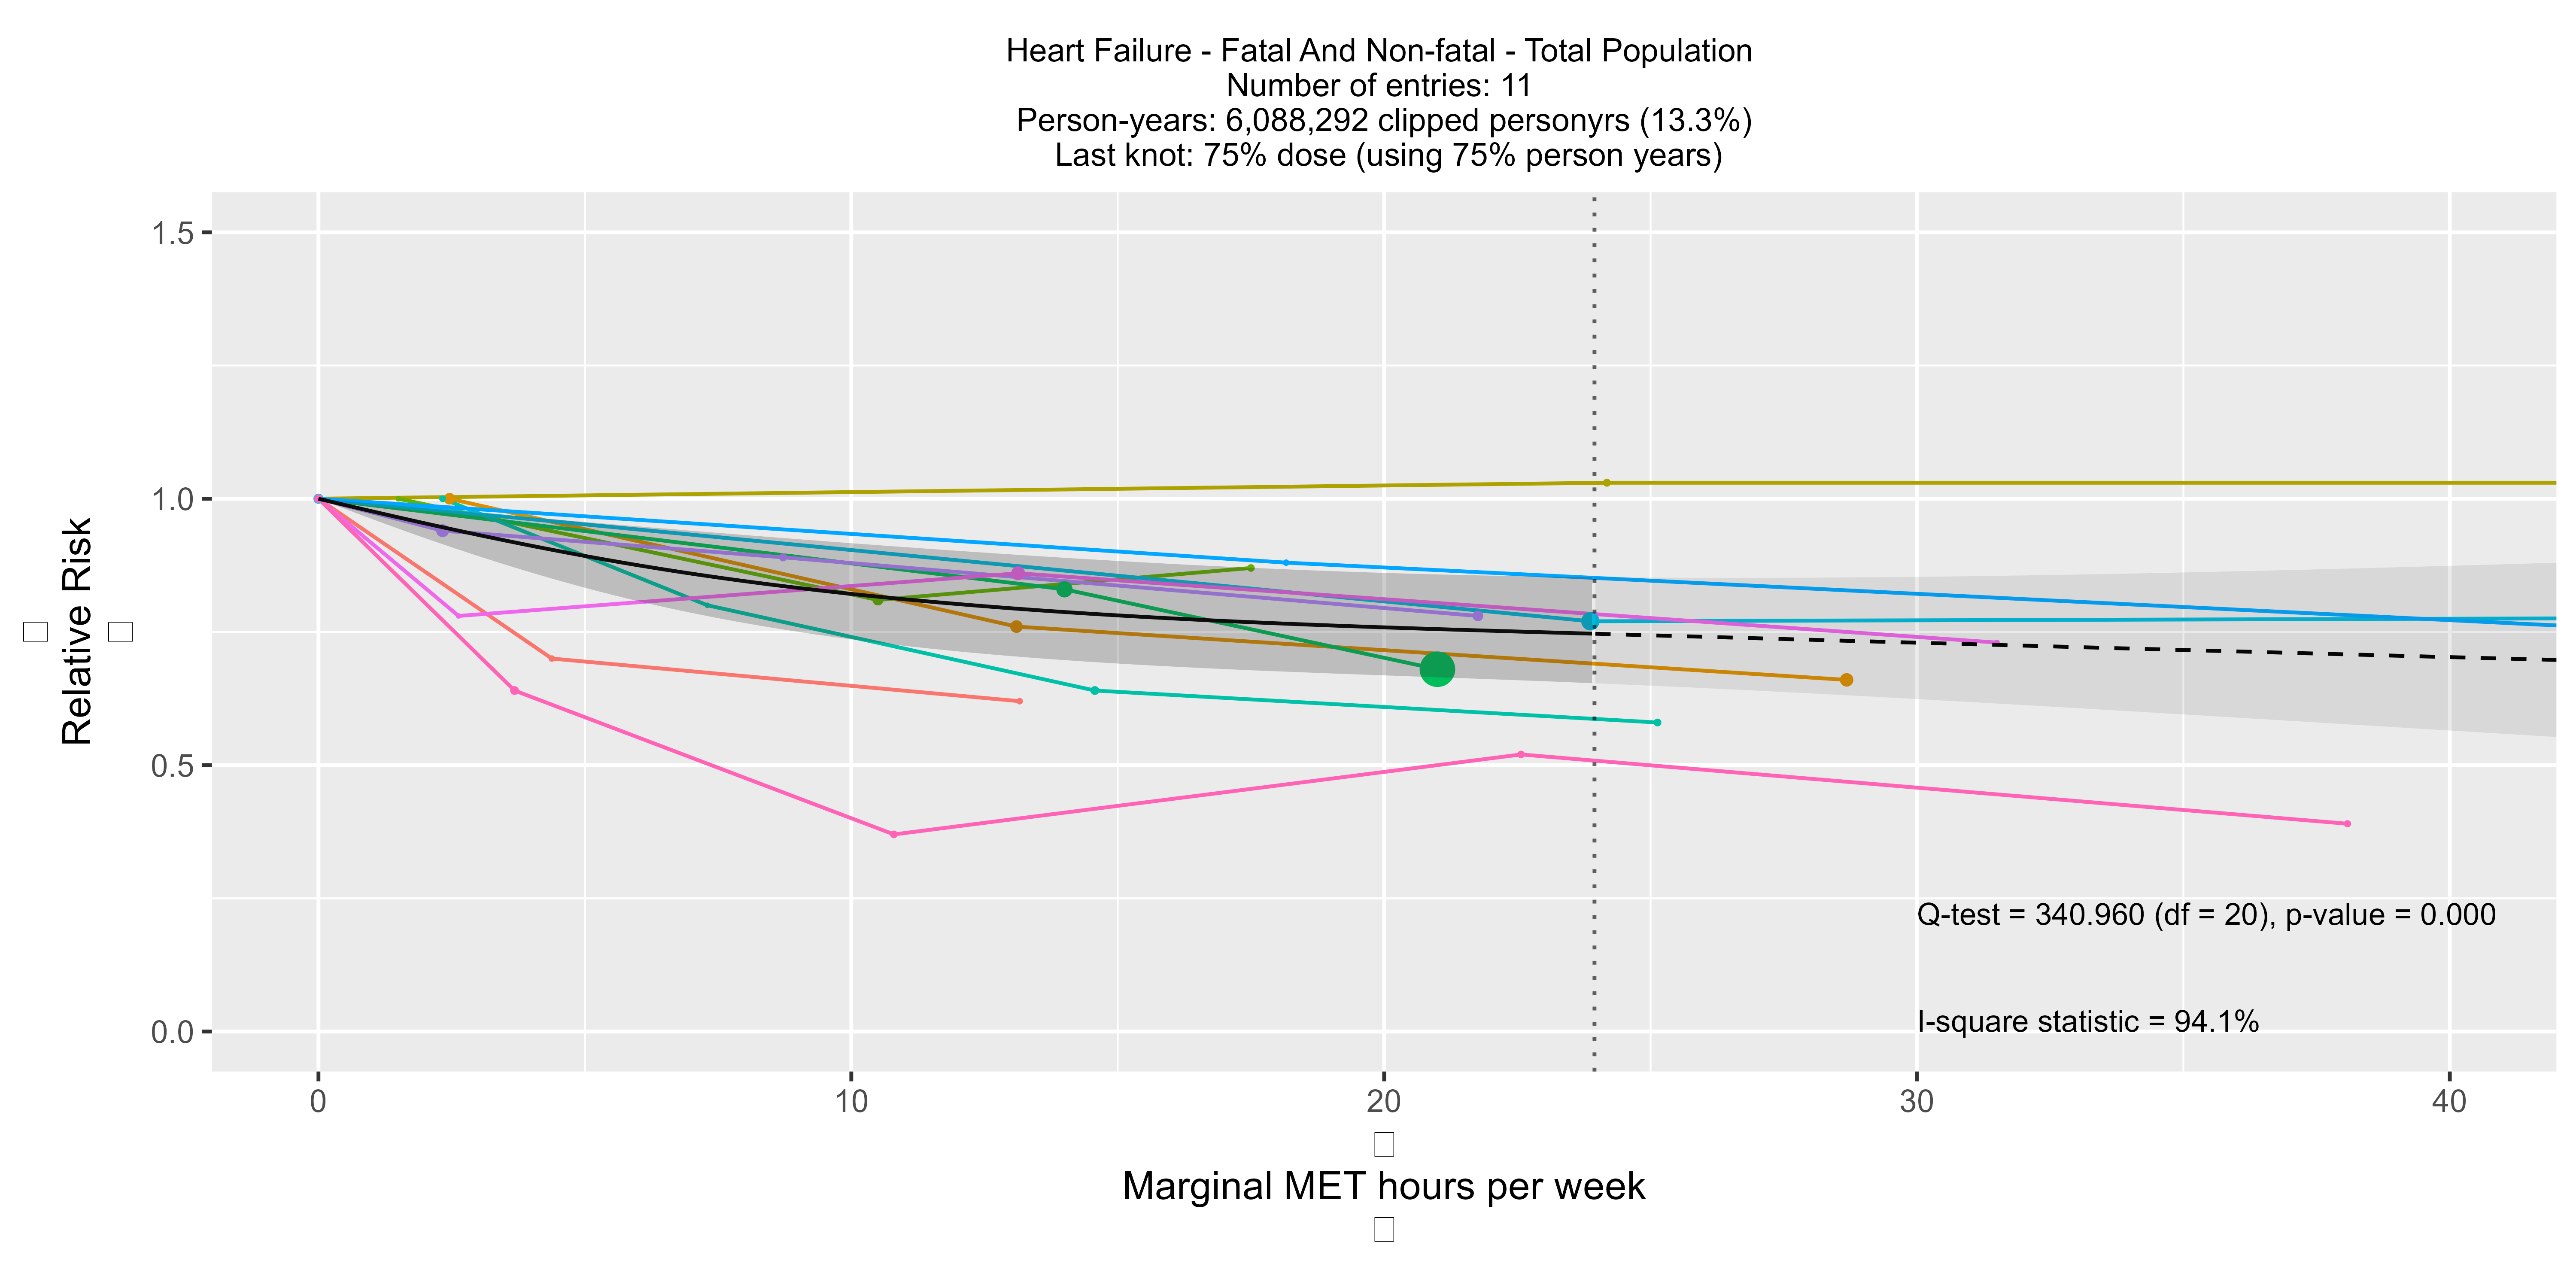 Heart Failure - Fatal And Non-fatal - Total Population
Number of entries: 11
Person-years: 6,088,292 clipped personyrs (13.3%)
Last knot: 75% dose (using 75% person years)
1.5
1.0
0.5
0.0
Relative Risk
Q-test = 340.960 (df = 20), p-value = 0.000
I-square statistic = 94.1%
0 10 20 30 40
Marginal MET hours per week